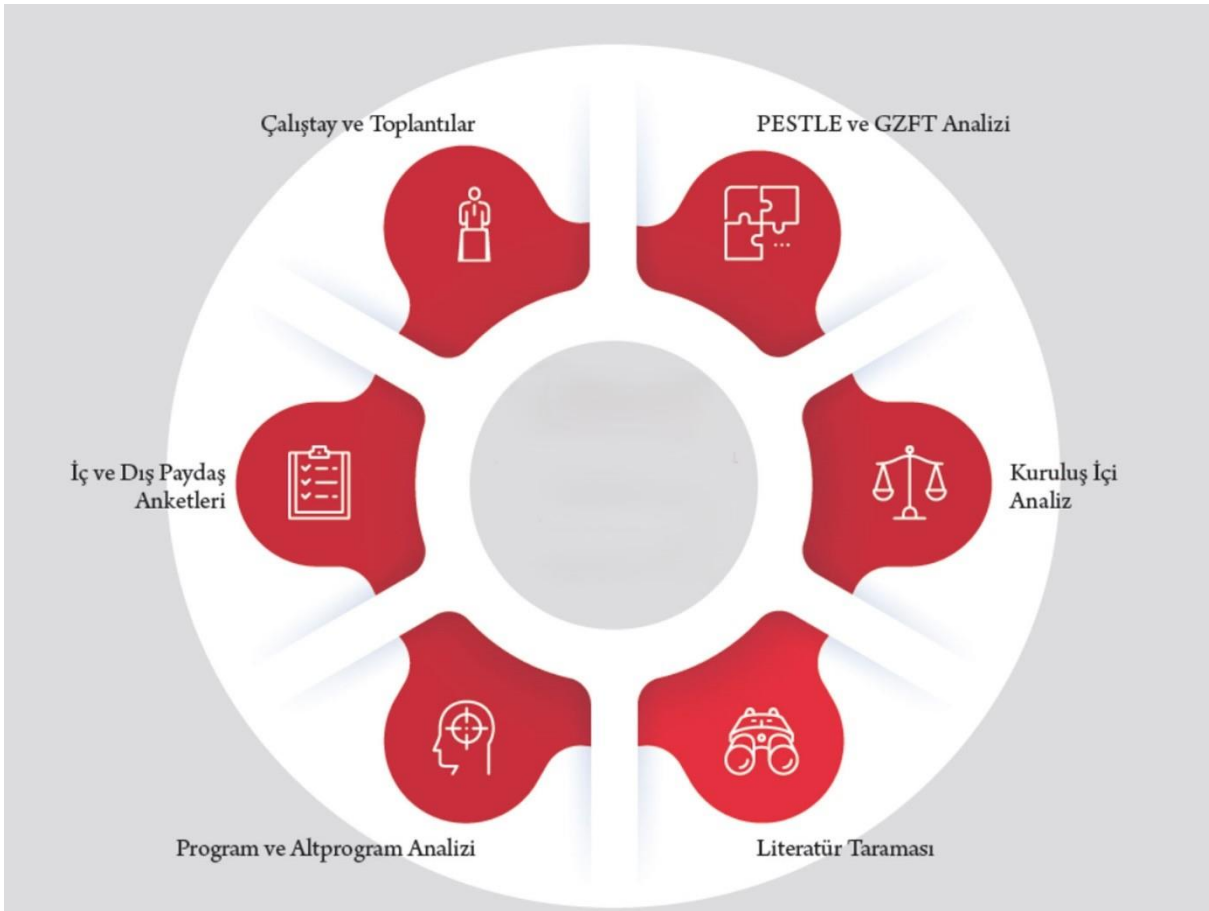 Çalıştay ve Toplantılar
PESTLE ve GZFT Analizi
İç ve Dış Paydaş
Anketleri
Kuruluş İçi
Analiz
Program ve Altprogram Analizi
Literatür Taraması